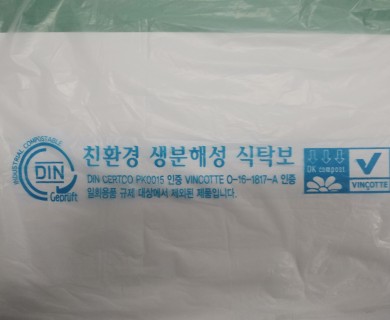 INDUSTRIAL COMPOSTABLE
DIN
Geprüft
친환경 생분해성 식탁보
DIN CERTCO PK0015 인증 VINCOTTE O-16-1817-A 인증
일회용품 규제 대상에서 제외된 제품입니다.
OK compost
VINÇOTTE